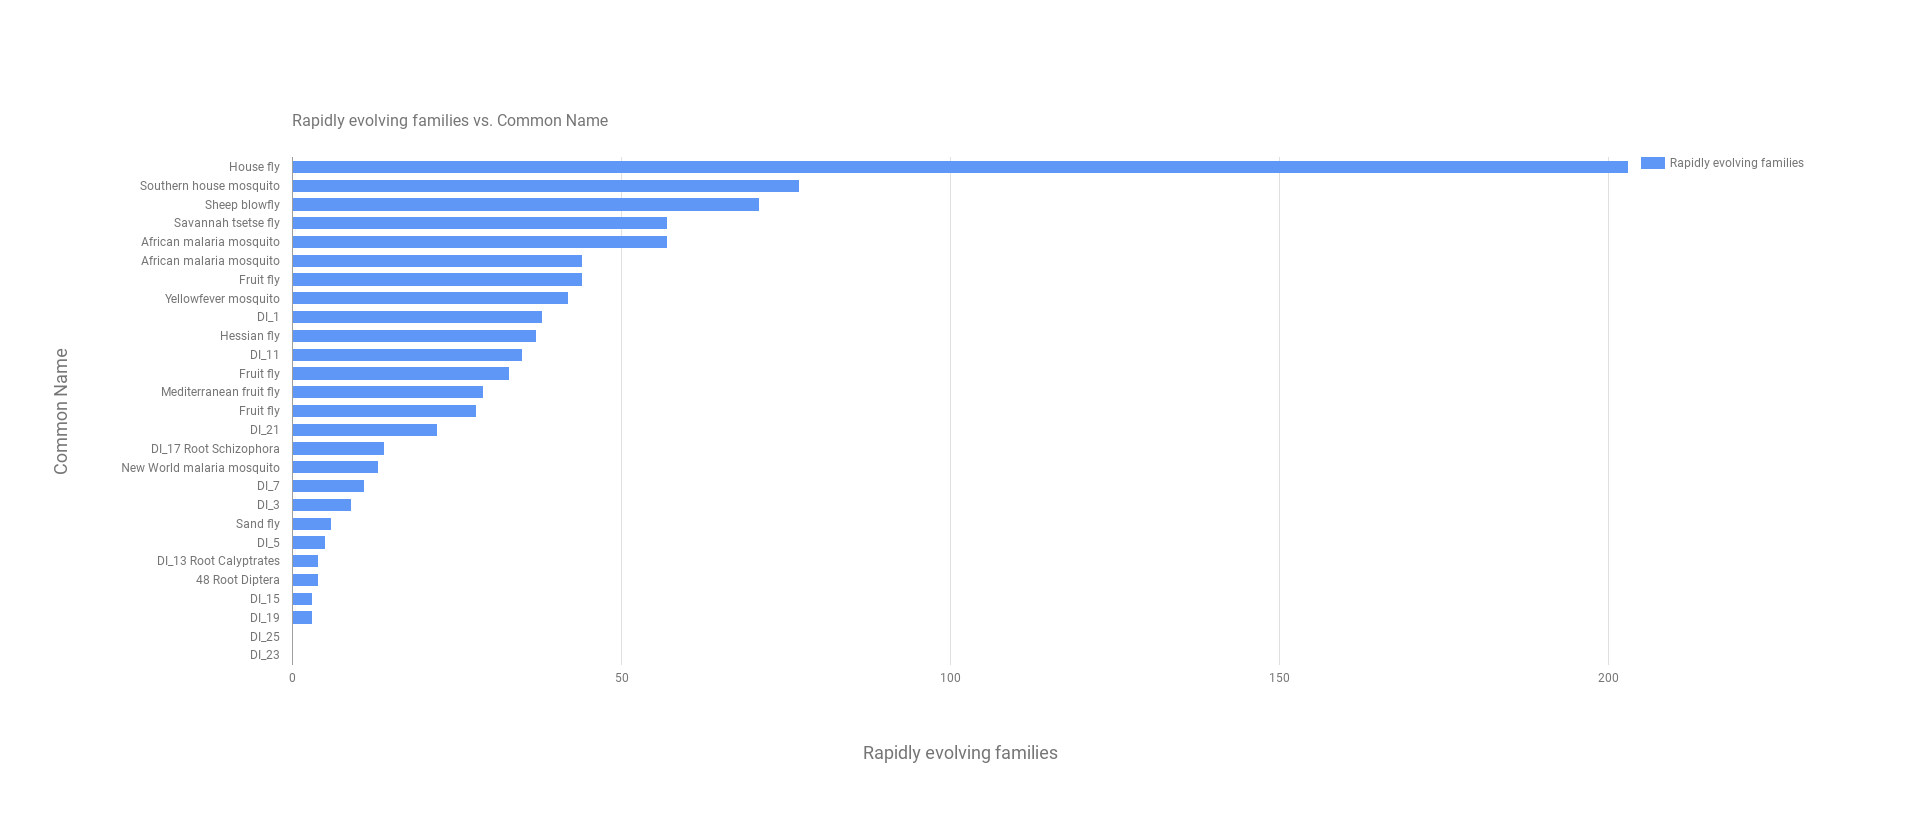 Rapidly evolving families vs. Common Name
House fly
Rapidly evolving families
Southern house mosquito
Sheep blowfly
Savannah tsetse fly
African malaria mosquito
African malaria mosquito
Fruit fly
Yellowfever mosquito
DI_1
Hessian fly
DI_11
Fruit fly
Mediterranean fruit fly
Fruit fly
DI_21
DI_17 Root Schizophora
New World malaria mosquito
DI_7
DI_3
Sand fly
DI_5
DI_13 Root Calyptrates
48 Root Diptera
DI_15
DI_19
DI_25
DI_23
Common Name
0 50 100 150 200
Rapidly evolving families